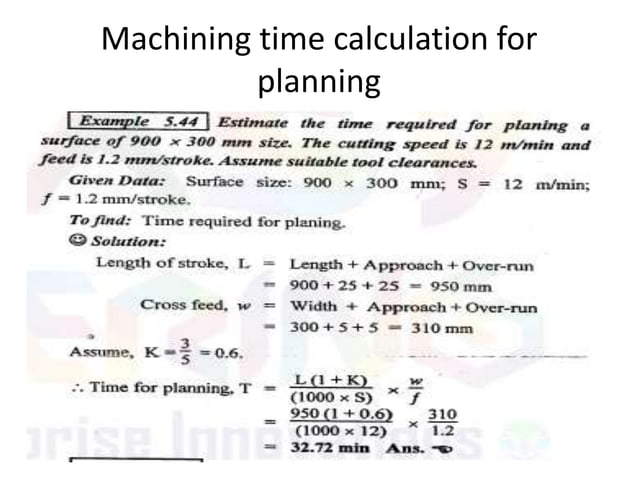 Machining time calculation for
planning
Example 5.44 Estimate the time required for planing a
surface of 900 × 300 mm size. The cutting speed is 12 m/min and
feed is 1.2 mm/stroke. Assume suitable tool clearances.
Given Data: Surface size: 900 × 300 mm; S = 12 m/min;
f = 1.2 mm/stroke.
To find: Time required for planing.
☺ Solution:
Length of stroke, L = Length + Approach + Over-run
= 900 + 25 + 25 = 950 mm
Cross feed, w = Width + Approach + Over-run
= 300 + 5 + 5 = 310 mm
Assume, K = 3/5 = 0.6.
∴ Time for planning, T = L (1 + K)/(1000 × S) × w/f
= 950 (1 + 0.6)/(1000 × 12) × 310/1.2
= 32.72 min Ans.
prise Innovations